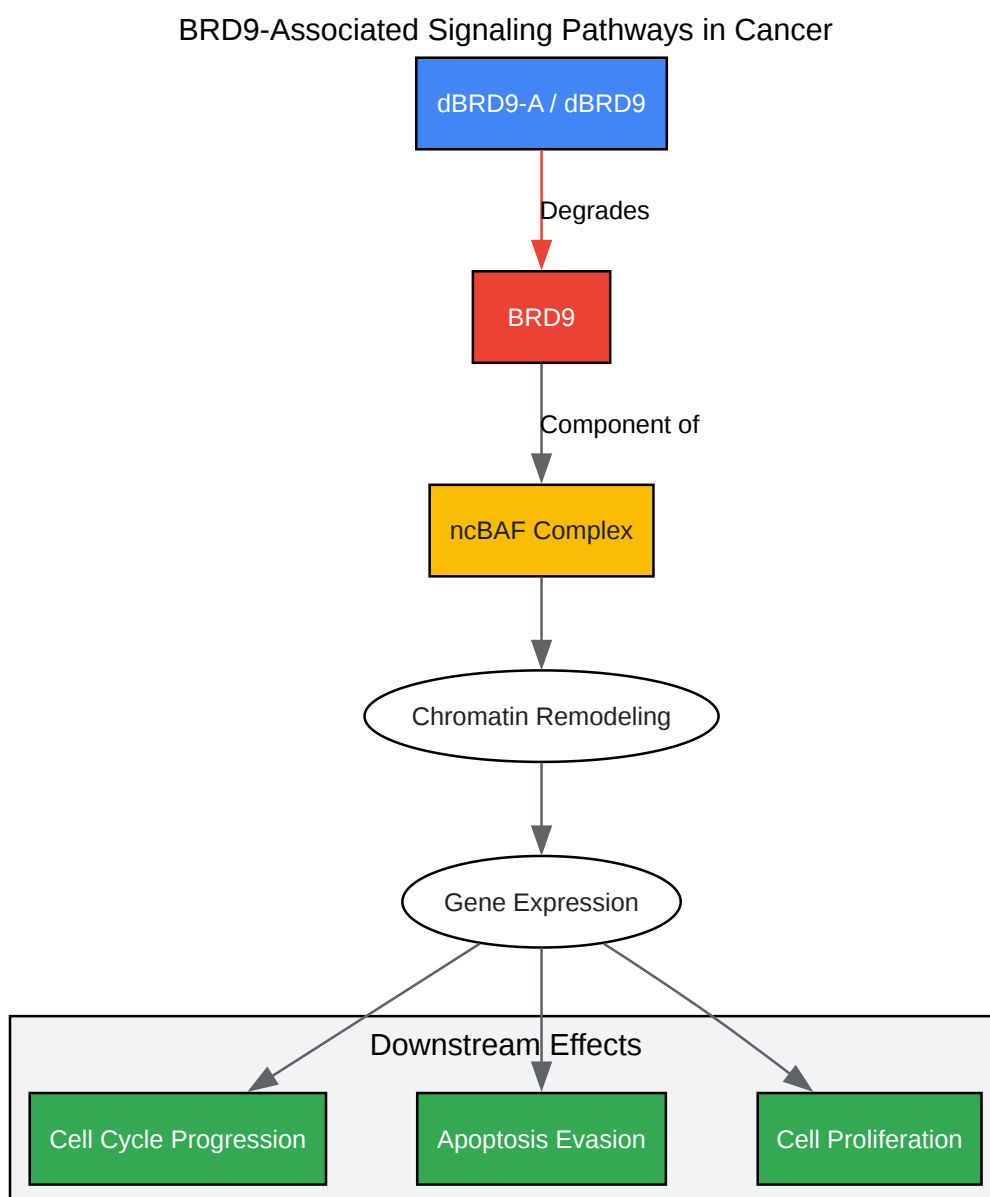 BRD9-Associated Signaling Pathways in Cancer
dBRD9-A / dBRD9
Degrades
BRD9
Component of
ncBAF Complex
Chromatin Remodeling
Gene Expression
Downstream Effects
Cell Cycle Progression
Apoptosis Evasion
Cell Proliferation